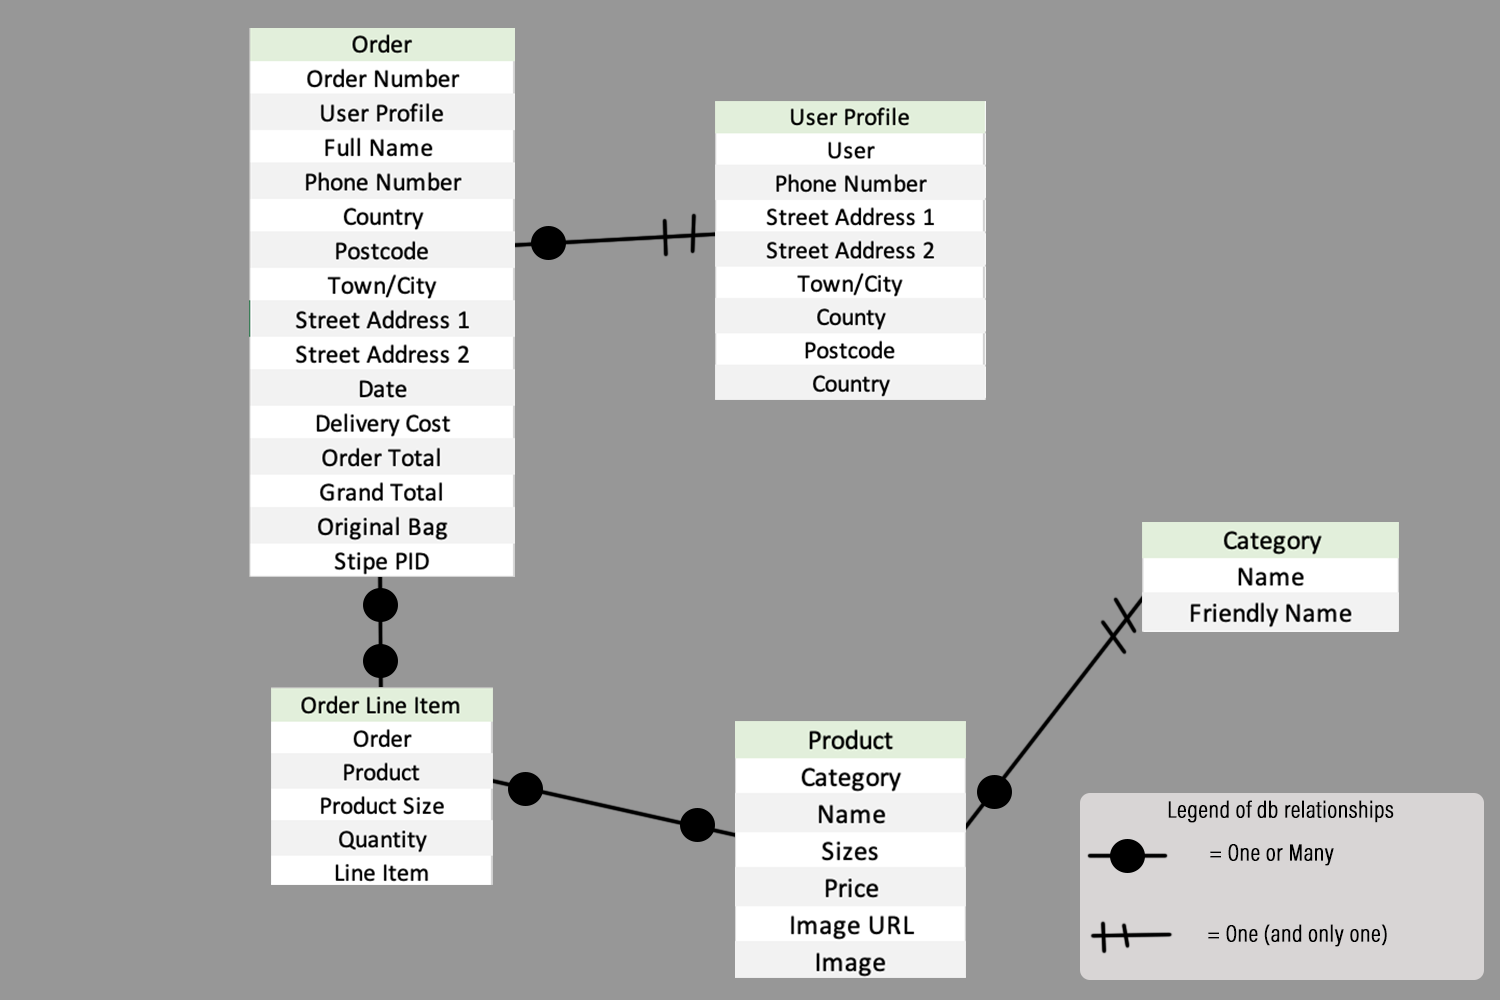 Order
Order Number
User Profile
Full Name
Phone Number
Country
Postcode
Town/City
Street Address 1
Street Address 2
Date
Delivery Cost
Order Total
Grand Total
Original Bag
Stipe PID
User Profile
User
Phone Number
Street Address 1
Street Address 2
Town/City
County
Postcode
Country
Category
Name
Friendly Name
Order Line Item
Order
Product
Product Size
Quantity
Line Item
Product
Category
Name
Sizes
Price
Image URL
Image
Legend of db relationships
= One or Many
= One (and only one)